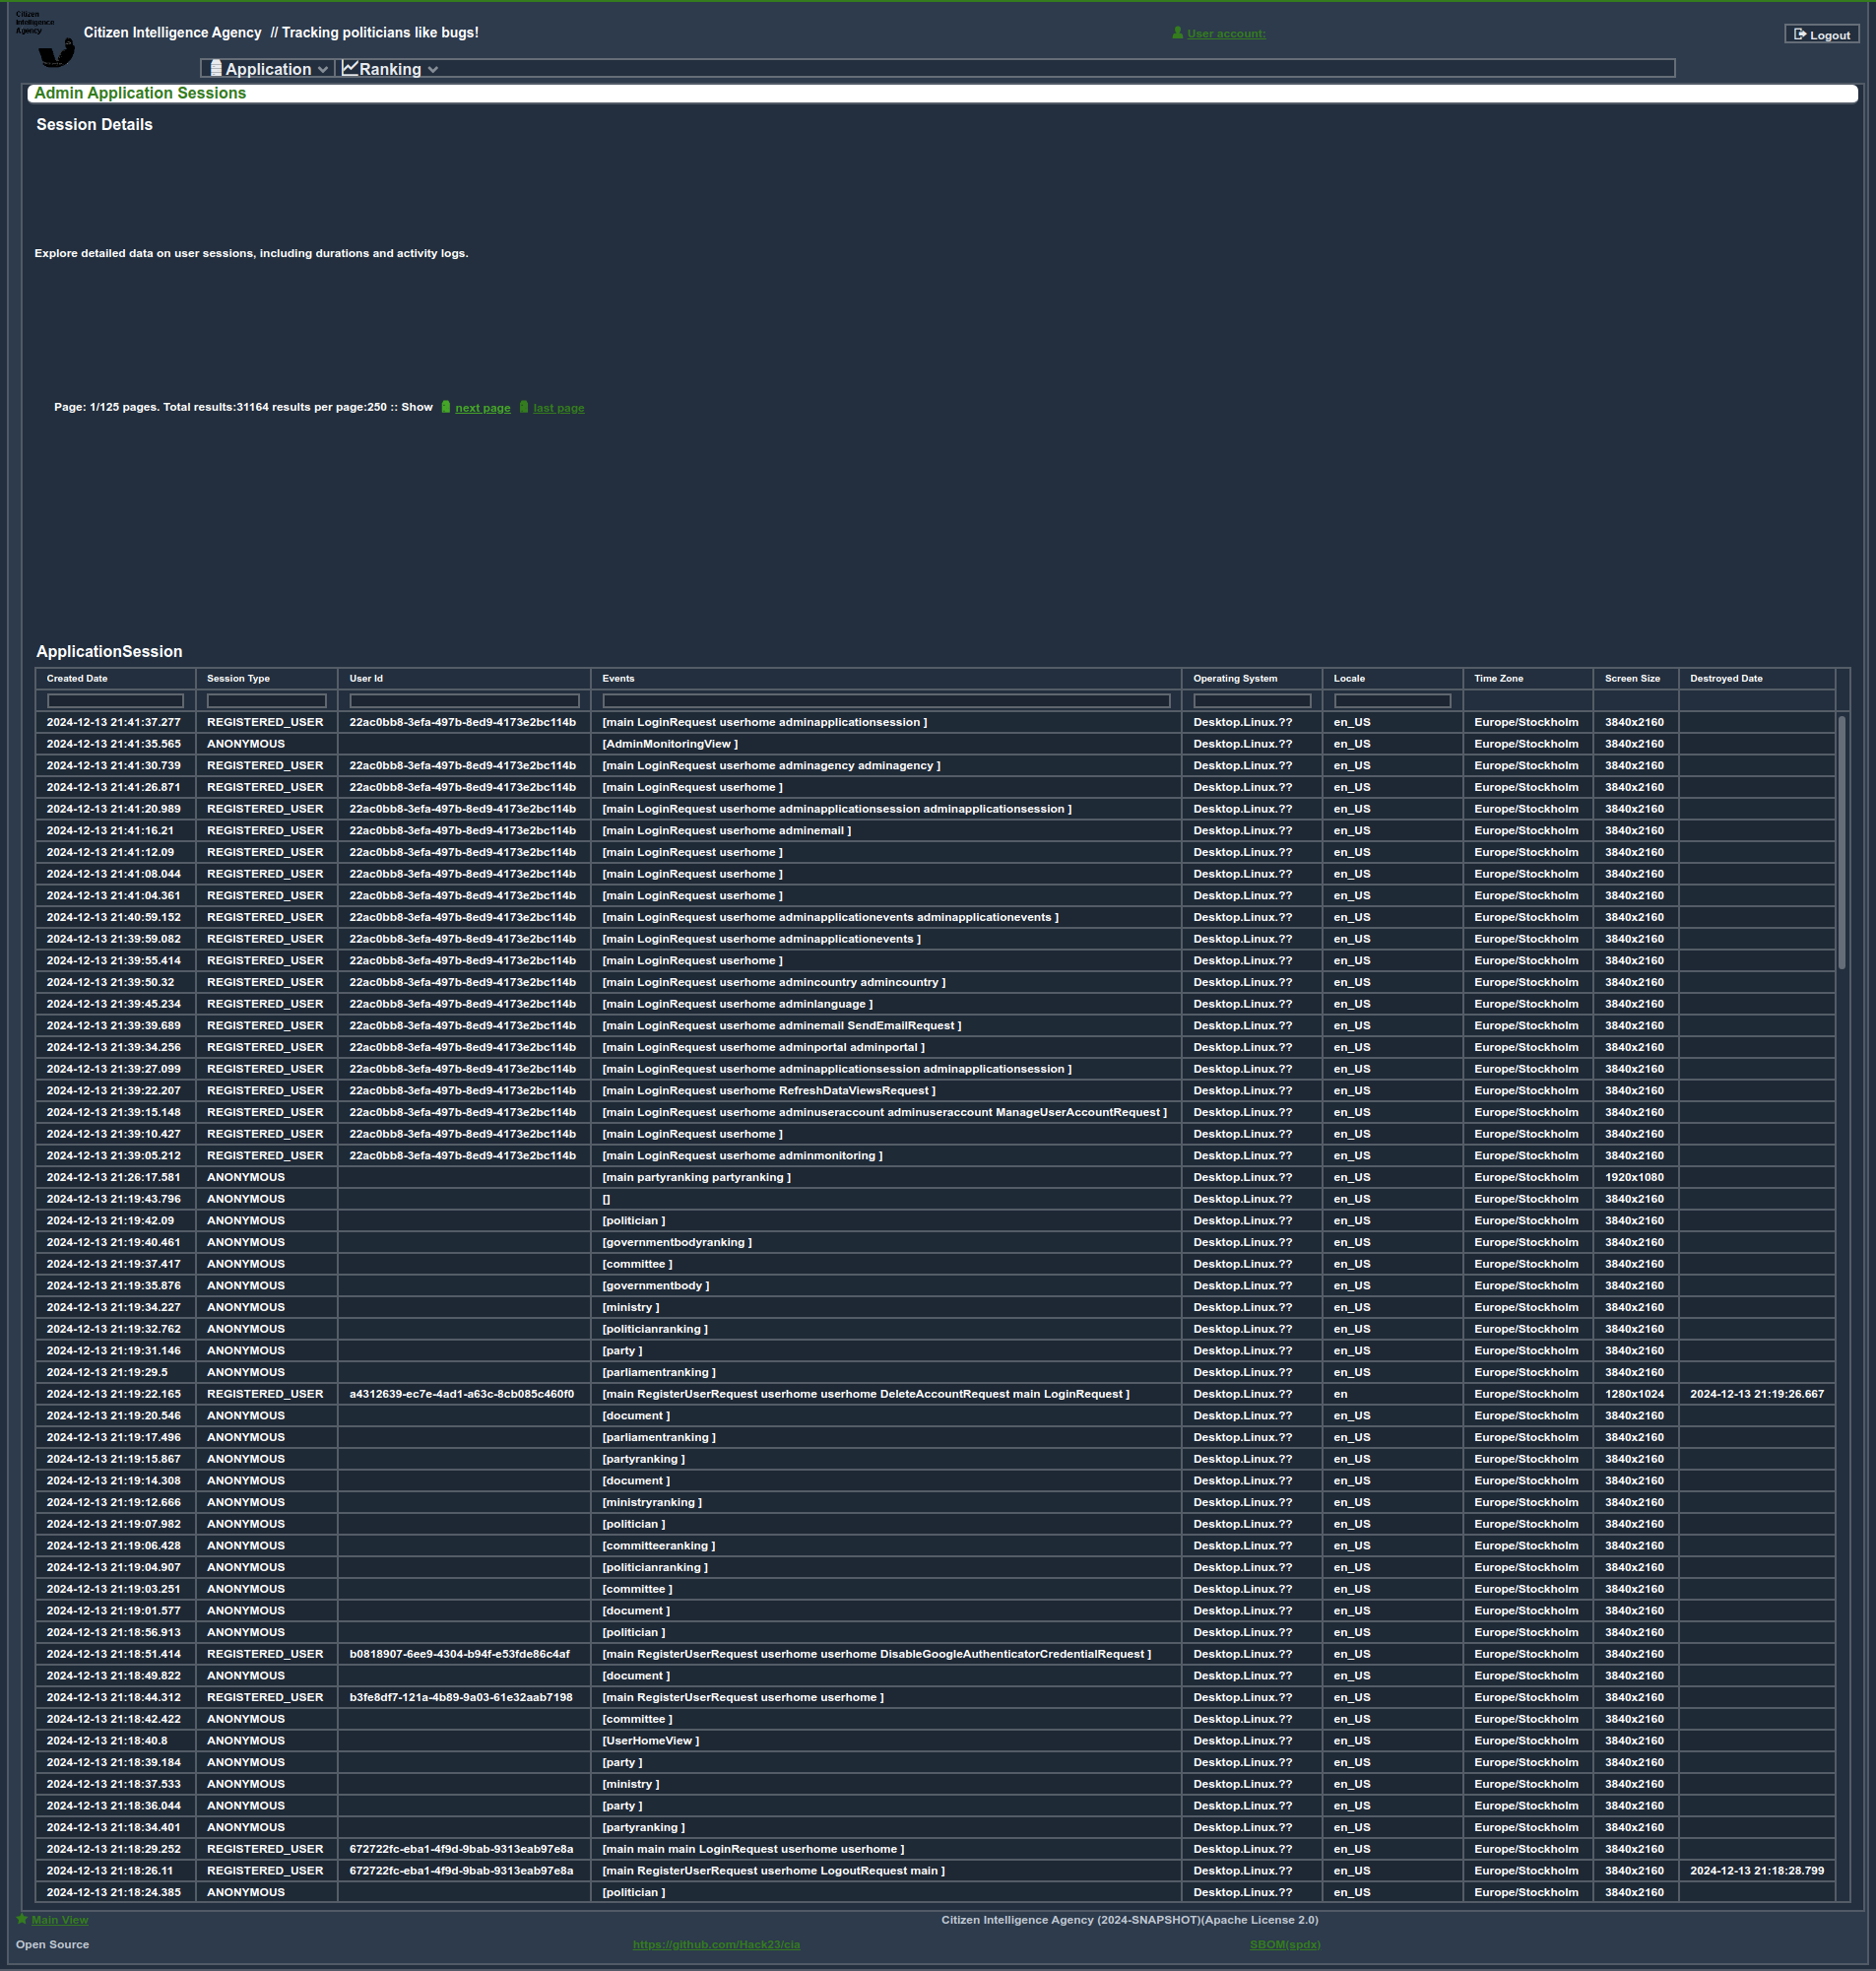 Citizen
Intelligence
Agency
Citizen Intelligence Agency // Tracking politicians like bugs!
User account:
Logout
Application Ranking
Admin Application Sessions
Session Details
Explore detailed data on user sessions, including durations and activity logs.
Page: 1/125 pages. Total results:31164 results per page:250 :: Show next page last page
ApplicationSession
Created Date Session Type User Id Events Operating System Locale Time Zone Screen Size Destroyed Date
2024-12-13 21:41:37.277 REGISTERED_USER 22ac0bb8-3efa-497b-8ed9-4173e2bc114b [main LoginRequest userhome adminapplicationsession ] Desktop.Linux.?? en_US Europe/Stockholm 3840x2160
2024-12-13 21:41:35.565 ANONYMOUS [AdminMonitoringView ] Desktop.Linux.?? en_US Europe/Stockholm 3840x2160
2024-12-13 21:41:30.739 REGISTERED_USER 22ac0bb8-3efa-497b-8ed9-4173e2bc114b [main LoginRequest userhome adminagency adminagency ] Desktop.Linux.?? en_US Europe/Stockholm 3840x2160
2024-12-13 21:41:26.871 REGISTERED_USER 22ac0bb8-3efa-497b-8ed9-4173e2bc114b [main LoginRequest userhome ] Desktop.Linux.?? en_US Europe/Stockholm 3840x2160
2024-12-13 21:41:20.989 REGISTERED_USER 22ac0bb8-3efa-497b-8ed9-4173e2bc114b [main LoginRequest userhome adminapplicationsession adminapplicationsession ] Desktop.Linux.?? en_US Europe/Stockholm 3840x2160
2024-12-13 21:41:16.21 REGISTERED_USER 22ac0bb8-3efa-497b-8ed9-4173e2bc114b [main LoginRequest userhome adminemail ] Desktop.Linux.?? en_US Europe/Stockholm 3840x2160
2024-12-13 21:41:12.09 REGISTERED_USER 22ac0bb8-3efa-497b-8ed9-4173e2bc114b [main LoginRequest userhome ] Desktop.Linux.?? en_US Europe/Stockholm 3840x2160
2024-12-13 21:41:08.044 REGISTERED_USER 22ac0bb8-3efa-497b-8ed9-4173e2bc114b [main LoginRequest userhome ] Desktop.Linux.?? en_US Europe/Stockholm 3840x2160
2024-12-13 21:41:04.361 REGISTERED_USER 22ac0bb8-3efa-497b-8ed9-4173e2bc114b [main LoginRequest userhome ] Desktop.Linux.?? en_US Europe/Stockholm 3840x2160
2024-12-13 21:40:59.152 REGISTERED_USER 22ac0bb8-3efa-497b-8ed9-4173e2bc114b [main LoginRequest userhome adminapplicationevents adminapplicationevents ] Desktop.Linux.?? en_US Europe/Stockholm 3840x2160
2024-12-13 21:39:59.082 REGISTERED_USER 22ac0bb8-3efa-497b-8ed9-4173e2bc114b [main LoginRequest userhome adminapplicationevents ] Desktop.Linux.?? en_US Europe/Stockholm 3840x2160
2024-12-13 21:39:55.414 REGISTERED_USER 22ac0bb8-3efa-497b-8ed9-4173e2bc114b [main LoginRequest userhome ] Desktop.Linux.?? en_US Europe/Stockholm 3840x2160
2024-12-13 21:39:50.32 REGISTERED_USER 22ac0bb8-3efa-497b-8ed9-4173e2bc114b [main LoginRequest userhome admincountry admincountry ] Desktop.Linux.?? en_US Europe/Stockholm 3840x2160
2024-12-13 21:39:45.234 REGISTERED_USER 22ac0bb8-3efa-497b-8ed9-4173e2bc114b [main LoginRequest userhome adminlanguage ] Desktop.Linux.?? en_US Europe/Stockholm 3840x2160
2024-12-13 21:39:39.689 REGISTERED_USER 22ac0bb8-3efa-497b-8ed9-4173e2bc114b [main LoginRequest userhome adminemail SendEmailRequest ] Desktop.Linux.?? en_US Europe/Stockholm 3840x2160
2024-12-13 21:39:34.256 REGISTERED_USER 22ac0bb8-3efa-497b-8ed9-4173e2bc114b [main LoginRequest userhome adminportal adminportal ] Desktop.Linux.?? en_US Europe/Stockholm 3840x2160
2024-12-13 21:39:27.099 REGISTERED_USER 22ac0bb8-3efa-497b-8ed9-4173e2bc114b [main LoginRequest userhome adminapplicationsession adminapplicationsession ] Desktop.Linux.?? en_US Europe/Stockholm 3840x2160
2024-12-13 21:39:22.207 REGISTERED_USER 22ac0bb8-3efa-497b-8ed9-4173e2bc114b [main LoginRequest userhome RefreshDataViewsRequest ] Desktop.Linux.?? en_US Europe/Stockholm 3840x2160
2024-12-13 21:39:15.148 REGISTERED_USER 22ac0bb8-3efa-497b-8ed9-4173e2bc114b [main LoginRequest userhome adminuseraccount adminuseraccount ManageUserAccountRequest ] Desktop.Linux.?? en_US Europe/Stockholm 3840x2160
2024-12-13 21:39:10.427 REGISTERED_USER 22ac0bb8-3efa-497b-8ed9-4173e2bc114b [main LoginRequest userhome ] Desktop.Linux.?? en_US Europe/Stockholm 3840x2160
2024-12-13 21:39:05.212 REGISTERED_USER 22ac0bb8-3efa-497b-8ed9-4173e2bc114b [main LoginRequest userhome adminmonitoring ] Desktop.Linux.?? en_US Europe/Stockholm 3840x2160
2024-12-13 21:26:17.581 ANONYMOUS [main partyranking partyranking ] Desktop.Linux.?? en_US Europe/Stockholm 1920x1080
2024-12-13 21:19:43.796 ANONYMOUS [] Desktop.Linux.?? en_US Europe/Stockholm 3840x2160
2024-12-13 21:19:42.09 ANONYMOUS [politician ] Desktop.Linux.?? en_US Europe/Stockholm 3840x2160
2024-12-13 21:19:40.461 ANONYMOUS [governmentbodyranking ] Desktop.Linux.?? en_US Europe/Stockholm 3840x2160
2024-12-13 21:19:37.417 ANONYMOUS [committee ] Desktop.Linux.?? en_US Europe/Stockholm 3840x2160
2024-12-13 21:19:35.876 ANONYMOUS [governmentbody ] Desktop.Linux.?? en_US Europe/Stockholm 3840x2160
2024-12-13 21:19:34.227 ANONYMOUS [ministry ] Desktop.Linux.?? en_US Europe/Stockholm 3840x2160
2024-12-13 21:19:32.762 ANONYMOUS [politicianranking ] Desktop.Linux.?? en_US Europe/Stockholm 3840x2160
2024-12-13 21:19:31.146 ANONYMOUS [party ] Desktop.Linux.?? en_US Europe/Stockholm 3840x2160
2024-12-13 21:19:29.5 ANONYMOUS [parliamentranking ] Desktop.Linux.?? en_US Europe/Stockholm 3840x2160
2024-12-13 21:19:22.165 REGISTERED_USER a4312639-ec7e-4ad1-a63c-8cb085c460f0 [main RegisterUserRequest userhome userhome DeleteAccountRequest main LoginRequest ] Desktop.Linux.?? en Europe/Stockholm 1280x1024 2024-12-13 21:19:26.667
2024-12-13 21:19:20.546 ANONYMOUS [document ] Desktop.Linux.?? en_US Europe/Stockholm 3840x2160
2024-12-13 21:19:17.496 ANONYMOUS [parliamentranking ] Desktop.Linux.?? en_US Europe/Stockholm 3840x2160
2024-12-13 21:19:15.867 ANONYMOUS [partyranking ] Desktop.Linux.?? en_US Europe/Stockholm 3840x2160
2024-12-13 21:19:14.308 ANONYMOUS [document ] Desktop.Linux.?? en_US Europe/Stockholm 3840x2160
2024-12-13 21:19:12.666 ANONYMOUS [ministryranking ] Desktop.Linux.?? en_US Europe/Stockholm 3840x2160
2024-12-13 21:19:07.982 ANONYMOUS [politician ] Desktop.Linux.?? en_US Europe/Stockholm 3840x2160
2024-12-13 21:19:06.428 ANONYMOUS [committeeranking ] Desktop.Linux.?? en_US Europe/Stockholm 3840x2160
2024-12-13 21:19:04.907 ANONYMOUS [politicianranking ] Desktop.Linux.?? en_US Europe/Stockholm 3840x2160
2024-12-13 21:19:03.251 ANONYMOUS [committee ] Desktop.Linux.?? en_US Europe/Stockholm 3840x2160
2024-12-13 21:19:01.577 ANONYMOUS [document ] Desktop.Linux.?? en_US Europe/Stockholm 3840x2160
2024-12-13 21:18:56.913 ANONYMOUS [politician ] Desktop.Linux.?? en_US Europe/Stockholm 3840x2160
2024-12-13 21:18:51.414 REGISTERED_USER b0818907-6ee9-4304-b94f-e53fde86c4af [main RegisterUserRequest userhome userhome DisableGoogleAuthenticatorCredentialRequest ] Desktop.Linux.?? en_US Europe/Stockholm 3840x2160
2024-12-13 21:18:49.822 ANONYMOUS [document ] Desktop.Linux.?? en_US Europe/Stockholm 3840x2160
2024-12-13 21:18:44.312 REGISTERED_USER b3fe8df7-121a-4b89-9a03-61e32aab7198 [main RegisterUserRequest userhome userhome ] Desktop.Linux.?? en_US Europe/Stockholm 3840x2160
2024-12-13 21:18:42.422 ANONYMOUS [committee ] Desktop.Linux.?? en_US Europe/Stockholm 3840x2160
2024-12-13 21:18:40.8 ANONYMOUS [UserHomeView ] Desktop.Linux.?? en_US Europe/Stockholm 3840x2160
2024-12-13 21:18:39.184 ANONYMOUS [party ] Desktop.Linux.?? en_US Europe/Stockholm 3840x2160
2024-12-13 21:18:37.533 ANONYMOUS [ministry ] Desktop.Linux.?? en_US Europe/Stockholm 3840x2160
2024-12-13 21:18:36.044 ANONYMOUS [party ] Desktop.Linux.?? en_US Europe/Stockholm 3840x2160
2024-12-13 21:18:34.401 ANONYMOUS [partyranking ] Desktop.Linux.?? en_US Europe/Stockholm 3840x2160
2024-12-13 21:18:29.252 REGISTERED_USER 672722fc-eba1-4f9d-9bab-9313eab97e8a [main main main LoginRequest userhome userhome ] Desktop.Linux.?? en_US Europe/Stockholm 3840x2160
2024-12-13 21:18:26.11 REGISTERED_USER 672722fc-eba1-4f9d-9bab-9313eab97e8a [main RegisterUserRequest userhome LogoutRequest main ] Desktop.Linux.?? en_US Europe/Stockholm 3840x2160 2024-12-13 21:18:28.799
2024-12-13 21:18:24.385 ANONYMOUS [politician ] Desktop.Linux.?? en_US Europe/Stockholm 3840x2160
Main View Citizen Intelligence Agency (2024-SNAPSHOT)(Apache License 2.0)
Open Source https://github.com/Hack23/cia SBOM(spdx)